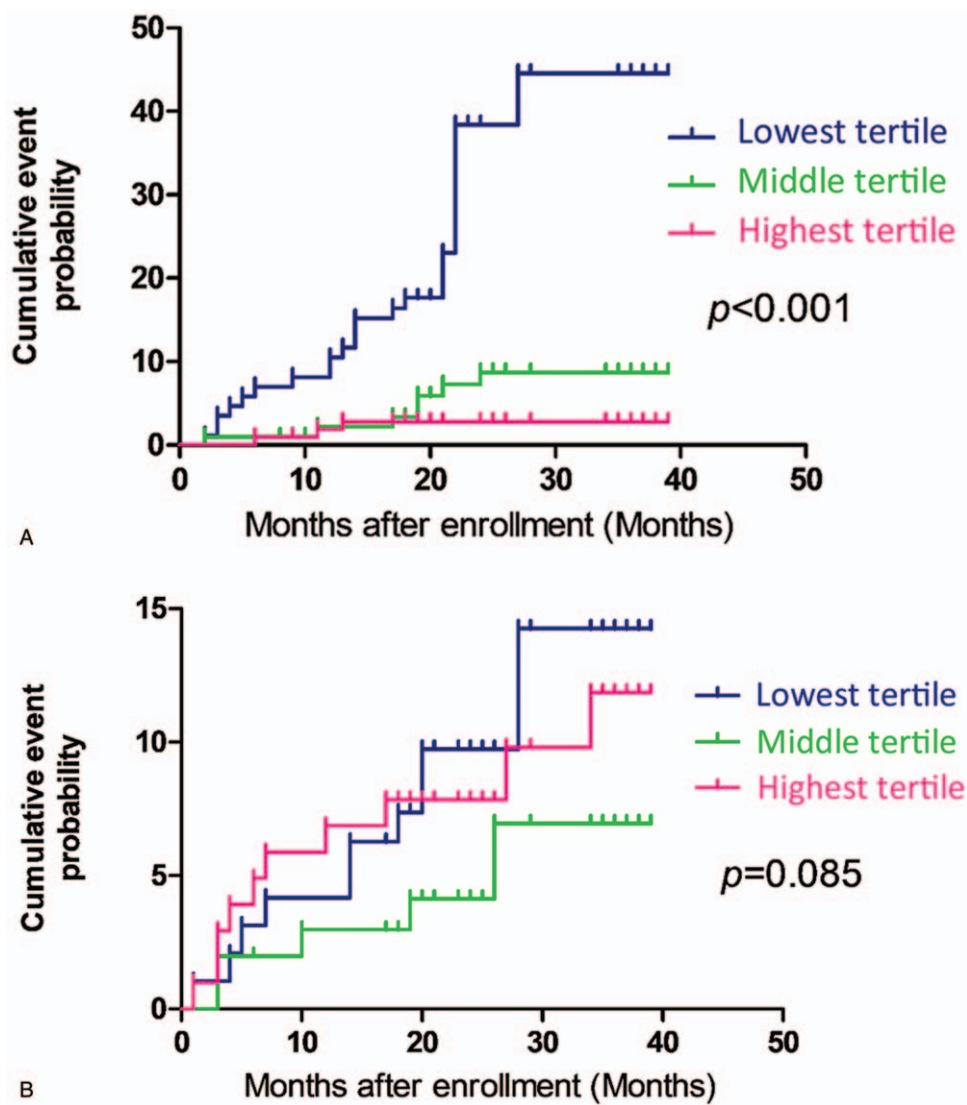 50
40
30
20
10
0
Cumulative event
probability
Lowest tertile
Middle tertile
Highest tertile
p<0.001
0 10 20 30 40 50
Months after enrollment (Months)
A
15
10
5
0
Cumulative event
probability
Lowest tertile
Middle tertile
Highest tertile
p=0.085
0 10 20 30 40 50
Months after enrollment (Months)
B